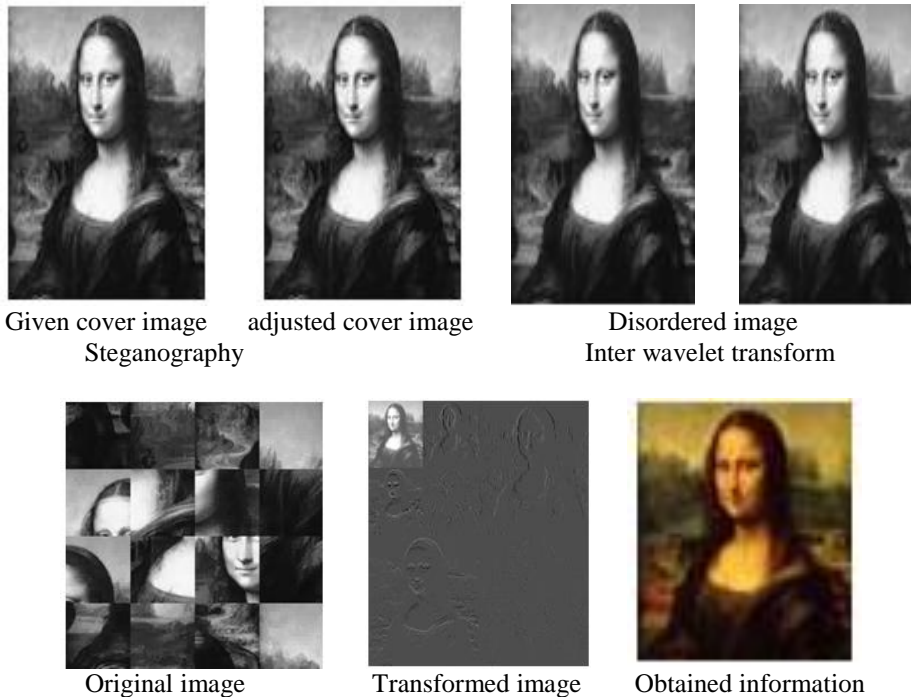 Given cover image adjusted cover image Disordered image
Steganography Inter wavelet transform
Original image Transformed image Obtained information